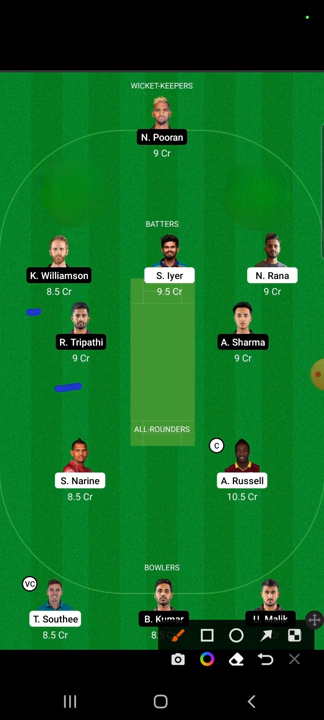 WICKET-KEEPERS
N. Pooran
9 Cr
BATTERS
K. Williamson
S. Iyer
N. Rana
8.5 Cr
9.5 Cr
9 Cr
R. Tripathi
A. Sharma
9 Cr
9 Cr
ALL-ROUNDERS
C
S. Narine
A. Russell
8.5 Cr
10.5 Cr
BOWLERS
VC
T. Southee
B. Kumar
U. Malik
8.5 Cr